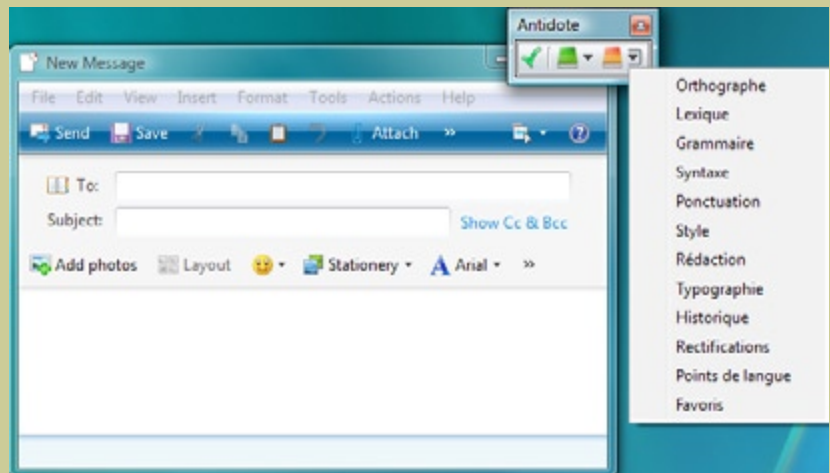 Antidote
New Message
File Edit View Insert Format Tools Actions Help
Send Save Attach »
To:
Subject: Show Cc & Bcc
Add photos Layout Stationery Arial »
Orthographe
Lexique
Grammaire
Syntaxe
Ponctuation
Style
Rédaction
Typographie
Historique
Rectifications
Points de langue
Favoris